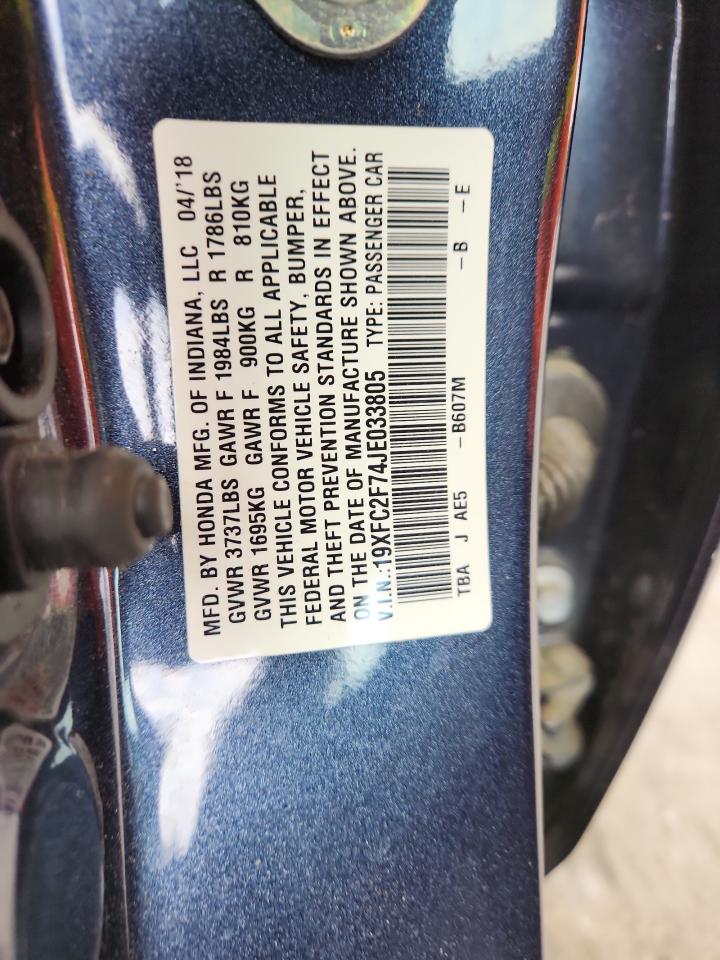 MFD. BY HONDA MFG. OF INDIANA, LLC 04/'18
GVWR 3737LBS GAWR F 1984LBS R 1786LBS
GVWR 1695KG GAWR F 900KG R 810KG
THIS VEHICLE CONFORMS TO ALL APPLICABLE
FEDERAL MOTOR VEHICLE SAFETY, BUMPER,
AND THEFT PREVENTION STANDARDS IN EFFECT
ON THE DATE OF MANUFACTURE SHOWN ABOVE.
V.I.N.:19XFC2F74JE033805 TYPE: PASSENGER CAR
TBA J AE5 -B607M -B -E